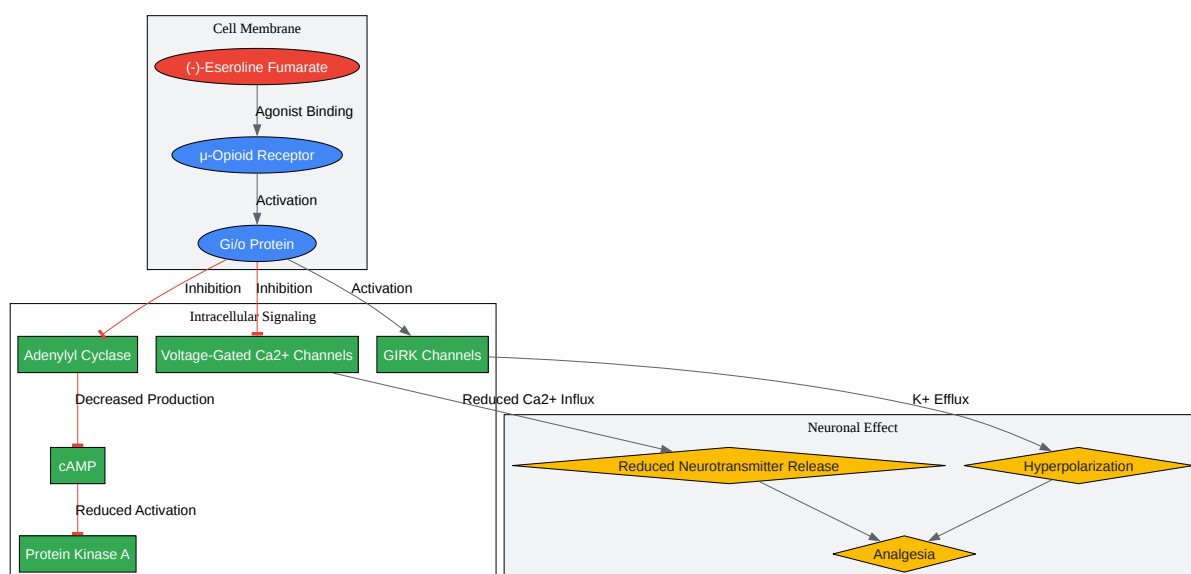 Cell Membrane
(-)-Eseroline Fumarate
Agonist Binding
μ-Opioid Receptor
Activation
Gi/o Protein
Inhibition
Inhibition
Activation
Intracellular Signaling
Adenylyl Cyclase
Voltage-Gated Ca2+ Channels
GIRK Channels
Decreased Production
Reduced Ca2+ Influx
K+ Efflux
Neuronal Effect
cAMP
Reduced Neurotransmitter Release
Hyperpolarization
Reduced Activation
Protein Kinase A
Analgesia